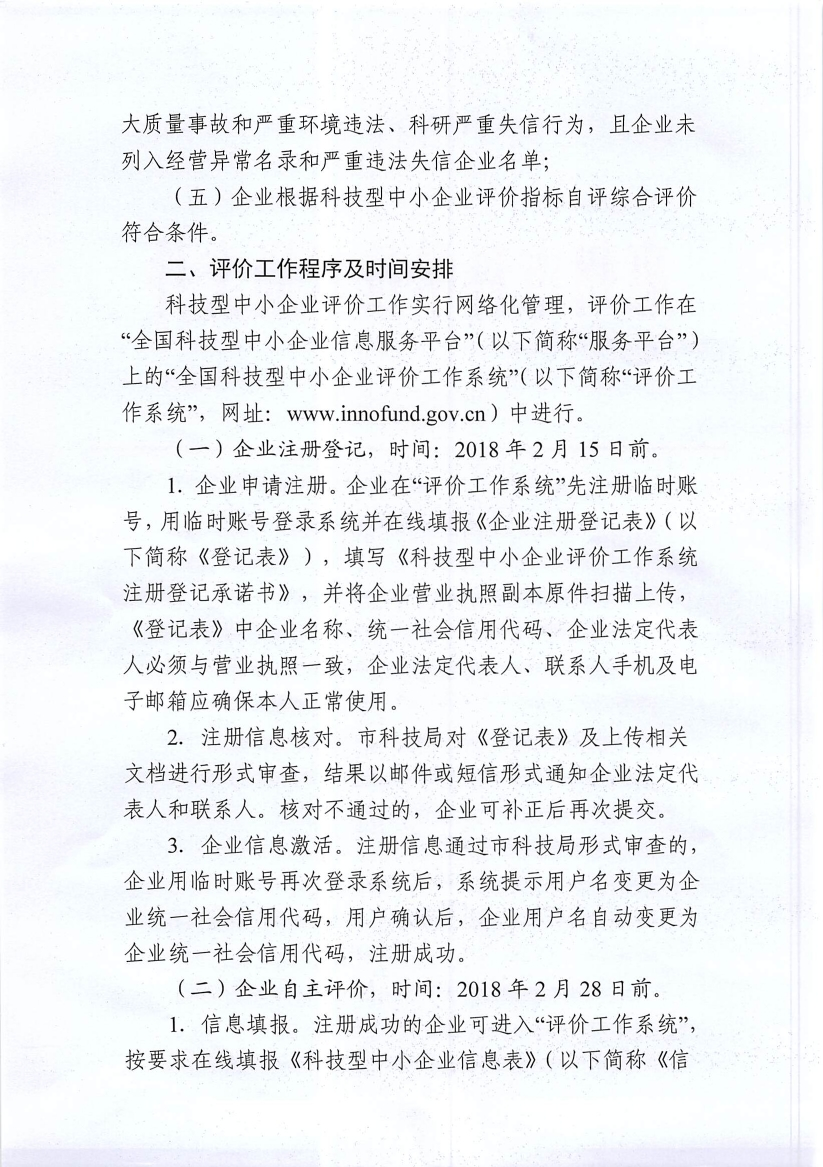 大质量事故和严重环境违法、科研严重失信行为，且企业未
列入经营异常名录和严重违法失信企业名单；
（五）企业根据科技型中小企业评价指标自评综合评价
符合条件。
二、评价工作程序及时间安排
科技型中小企业评价工作实行网络化管理，评价工作在
“全国科技型中小企业信息服务平台”（以下简称“服务平台”）
上的“全国科技型中小企业评价工作系统”（以下简称“评价工
作系统”，网址：www.innofund.gov.cn）中进行。
（一）企业注册登记，时间：2018 年 2 月 15 日前。
1. 企业申请注册。企业在“评价工作系统”先注册临时账
号，用临时账号登录系统并在线填报《企业注册登记表》（以
下简称《登记表》），填写《科技型中小企业评价工作系统
注册登记承诺书》，并将企业营业执照副本原件扫描上传，
《登记表》中企业名称、统一社会信用代码、企业法定代表
人必须与营业执照一致，企业法定代表人、联系人手机及电
子邮箱应确保本人正常使用。
2. 注册信息核对。市科技局对《登记表》及上传相关
文档进行形式审查，结果以邮件或短信形式通知企业法定代
表人和联系人。核对不通过的，企业可补正后再次提交。
3. 企业信息激活。注册信息通过市科技局形式审查的，
企业用临时账号再次登录系统后，系统提示用户名变更为企
业统一社会信用代码，用户确认后，企业用户名自动变更为
企业统一社会信用代码，注册成功。
（二）企业自主评价，时间：2018 年 2 月 28 日前。
1. 信息填报。注册成功的企业可进入“评价工作系统”，
按要求在线填报《科技型中小企业信息表》（以下简称《信